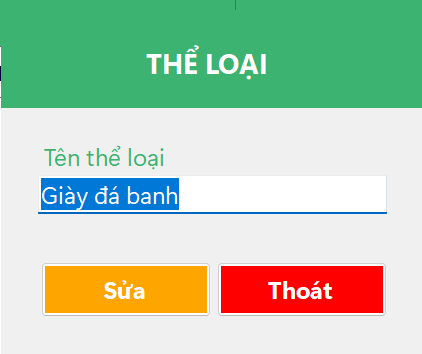 THỂ LOẠI
Tên thể loại
Giày đá banh
Sửa
Thoát